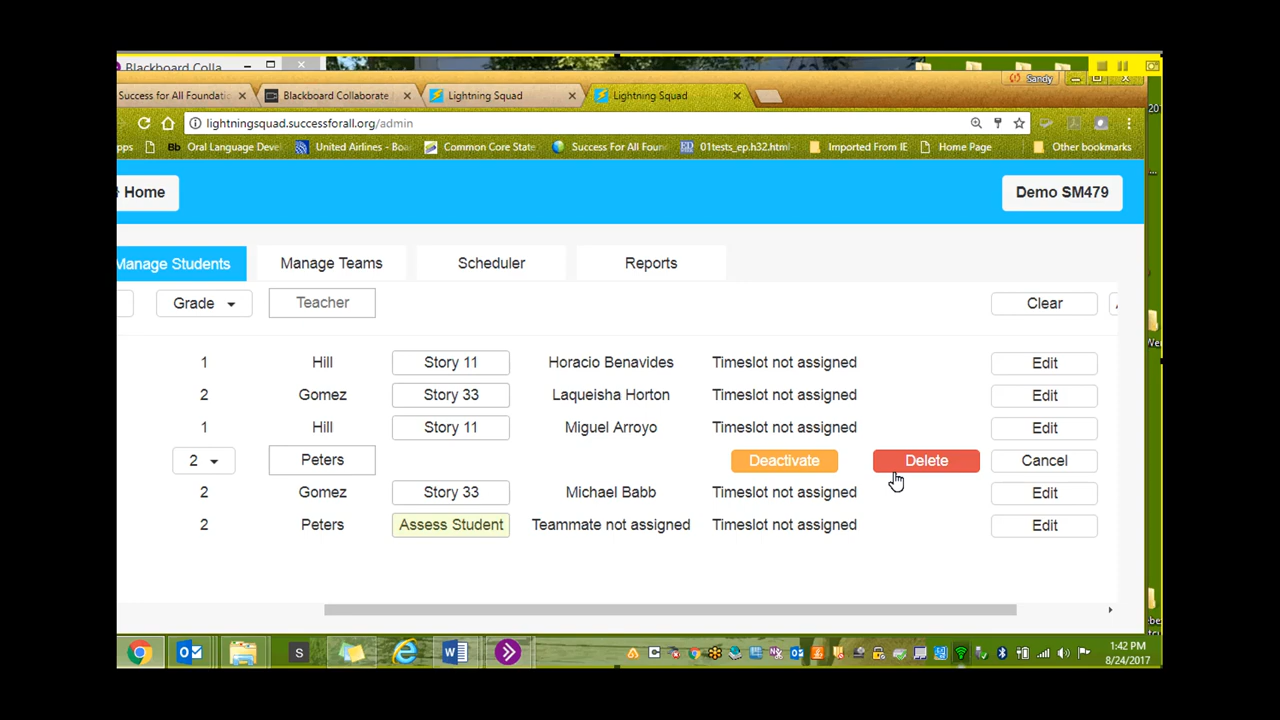 Blackboard Colla
Sandy
Success for All Foundatio
Blackboard Collaborate
Lightning Squad
Lightning Squad
lightningsquad.successforall.org/admin
pps
Bb Oral Language Deve
United Airlines - Boa
Common Core State
Success For All Foun
01tests_ep.h32.html-
Imported From IE
Home Page
Other bookmarks
Home
Demo SM479
Manage Students
Manage Teams
Scheduler
Reports
Grade
Teacher
Clear
1 Hill Story 11 Horacio Benavides Timeslot not assigned Edit
2 Gomez Story 33 Laqueisha Horton Timeslot not assigned Edit
1 Hill Story 11 Miguel Arroyo Timeslot not assigned Edit
2 Peters Deactivate Delete Cancel
2 Gomez Story 33 Michael Babb Timeslot not assigned Edit
2 Peters Assess Student Teammate not assigned Timeslot not assigned Edit
1:42 PM
8/24/2017